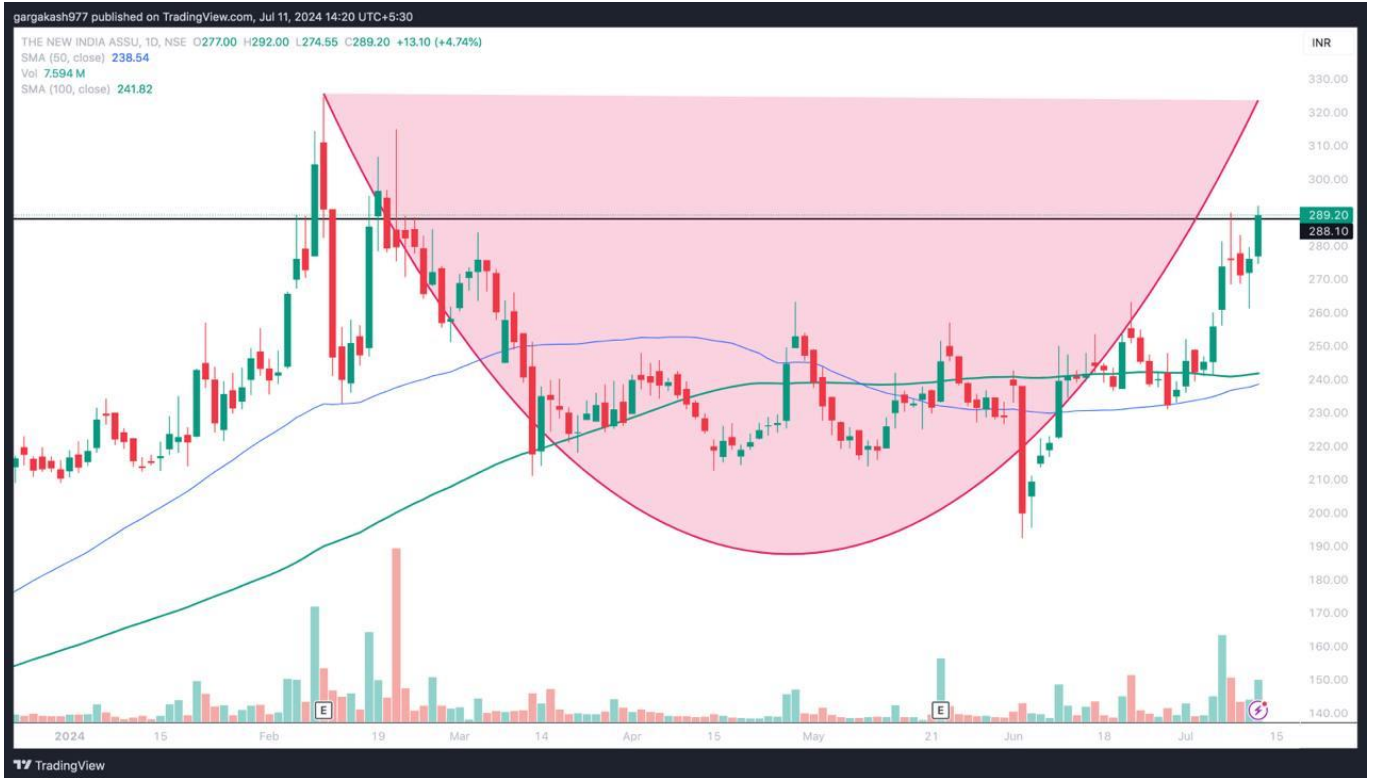 gargakash977 published on TradingView.com, Jul 11, 2024 14:20 UTC+5:30
THE NEW INDIA ASSU, 1D, NSE O277.00 H292.00 L274.55 C289.20 +13.10 (+4.74%)
INR
SMA (50, close) 238.54
Vol 7.594 M
SMA (100, close) 241.82
330.00
320.00
310.00
300.00
289.20
288.10
280.00
270.00
260.00
250.00
240.00
230.00
220.00
210.00
200.00
190.00
180.00
170.00
160.00
150.00
140.00
E
E
2024 15 Feb 19 Mar 14 Apr 15 May 21 Jun 18 Jul 15
TradingView